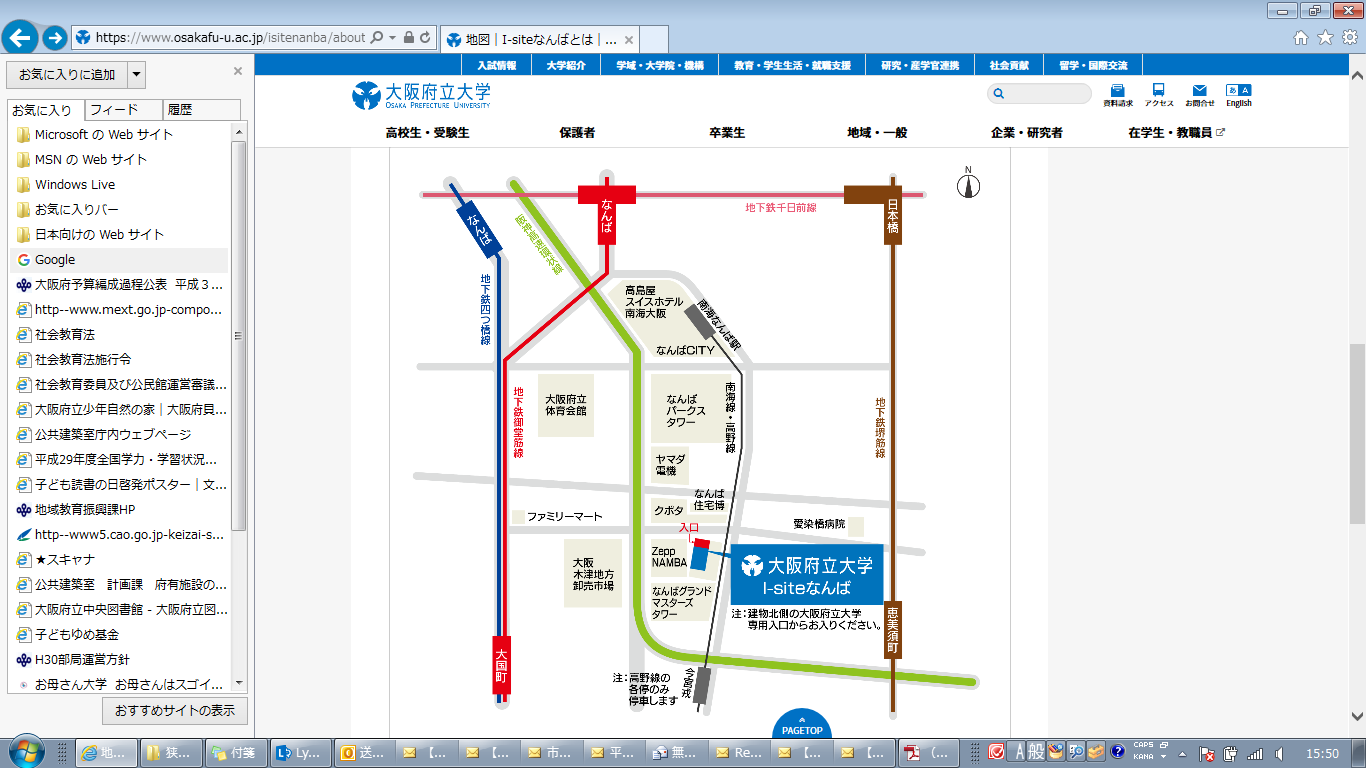 https://www.osakafu-u.ac.jp/isitenanba/about
地図｜I-siteなんばとは｜...
お気に入りに追加
お気に入り
フィード
履歴
Microsoft の Web サイト
MSN の Web サイト
Windows Live
お気に入りバー
日本向けの Web サイト
Google
大阪府予算編成過程公表 平成３...
http--www.mext.go.jp-compo...
社会教育法
社会教育法施行令
社会教育委員及び公民館運営審議...
大阪府立少年自然の家｜大阪府貝...
公共建築室庁内ウェブページ
平成29年度全国学力・学習状況...
子ども読書の日啓発ポスター｜文...
地域教育振興課HP
http--www5.cao.go.jp-keizai-s...
★スキャナ
公共建築室 計画課 府有施設の...
大阪府立中央図書館 - 大阪府立図...
子どもゆめ基金
H30部局運営方針
お母さん大学 お母さんはスゴイ...
おすすめサイトの表示
入試情報
大学紹介
学域・大学院・機構
教育・学生生活・就職支援
研究・産学官連携
社会貢献
留学・国際交流
大阪府立大学
OSAKA PREFECTURE UNIVERSITY
資料請求
アクセス
お問合せ
あ A
English
高校生・受験生
保護者
卒業生
地域・一般
企業・研究者
在学生・教職員
N
なんば
なんば
日本橋
地下鉄千日前線
阪神高速環状線
地下鉄四つ橋線
高島屋
スイスホテル
南海大阪
南海なんば駅
なんばCITY
大阪府立
体育会館
地下鉄御堂筋線
なんば
パークス
タワー
南海線・高野線
地下鉄堺筋線
ヤマダ
電機
なんば
住宅博
クボタ
ファミリーマート
入口
愛染橋病院
大阪
木津地方
卸売市場
Zepp
NAMBA
大阪府立大学
I-siteなんば
なんばグランド
マスターズ
タワー
注：建物北側の大阪府立大学
専用入口からお入りください。
恵美須町
大国町
注：高野線の
各停のみ
停車します
今宮戎
PAGETOP
地...
狭...
付箋
Ly...
送...
【...
【...
市...
平...
無...
Re...
【...
【...
（...
A 般
CAPS
KANA
15:50